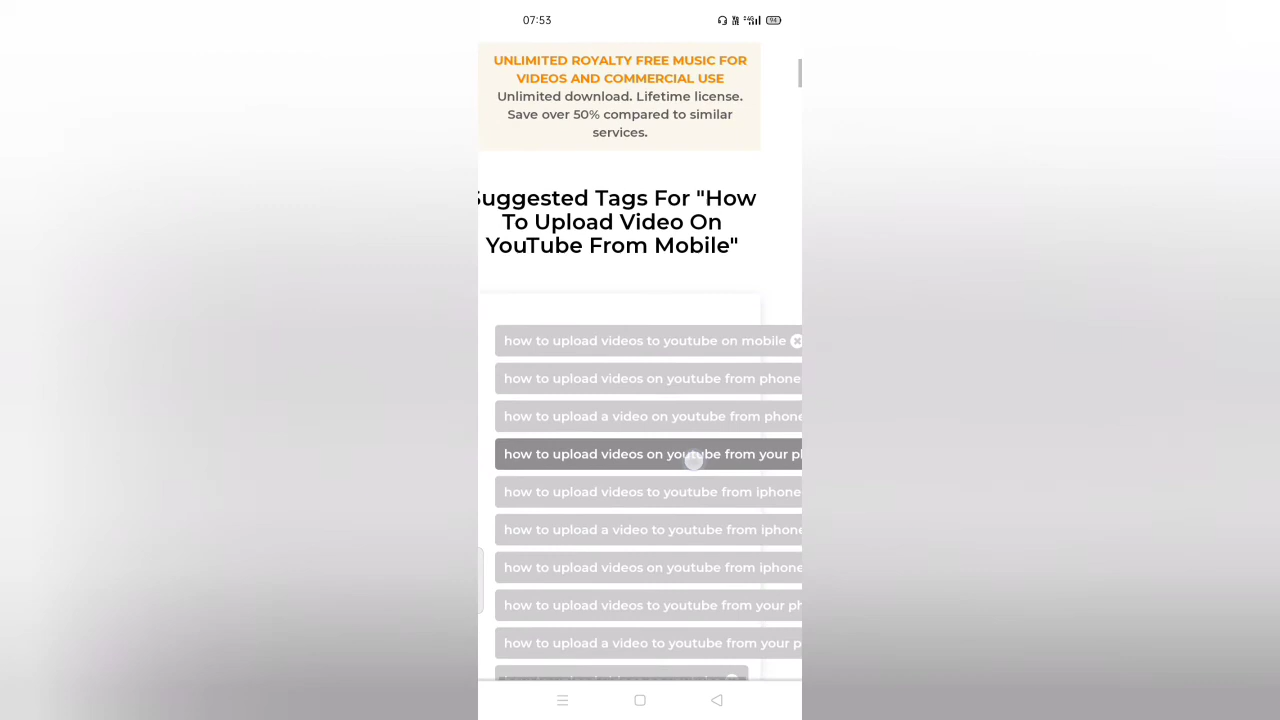 07:53
94
UNLIMITED ROYALTY FREE MUSIC FOR
VIDEOS AND COMMERCIAL USE
Unlimited download. Lifetime license.
Save over 50% compared to similar
services.
Suggested Tags For "How
To Upload Video On
YouTube From Mobile"
how to upload videos to youtube on mobile
how to upload videos on youtube from phone
how to upload a video on youtube from phone
how to upload videos on youtube from your
how to upload videos to youtube from iphone
how to upload a video to youtube from iphone
how to upload videos on youtube from iphone
how to upload videos to youtube from your
how to upload a video to youtube from your